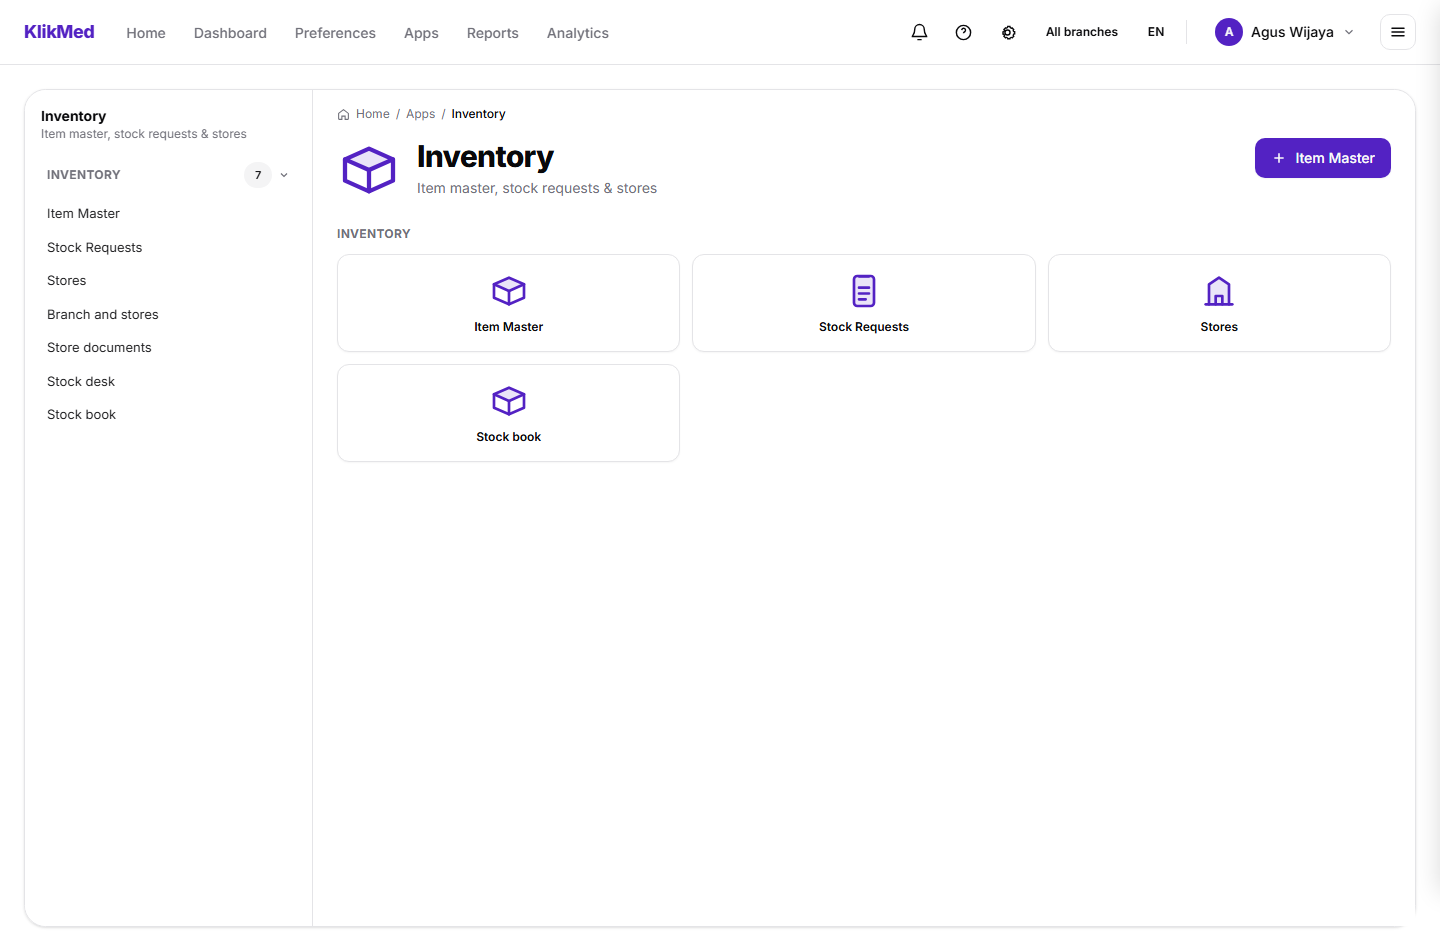 KlikMed
Home
Dashboard
Preferences
Apps
Reports
Analytics
All branches
EN
A
Agus Wijaya
Inventory
Item master, stock requests & stores
INVENTORY
7
Item Master
Stock Requests
Stores
Branch and stores
Store documents
Stock desk
Stock book
Home / Apps / Inventory
Inventory
Item master, stock requests & stores
+ Item Master
INVENTORY
Item Master
Stock Requests
Stores
Stock book